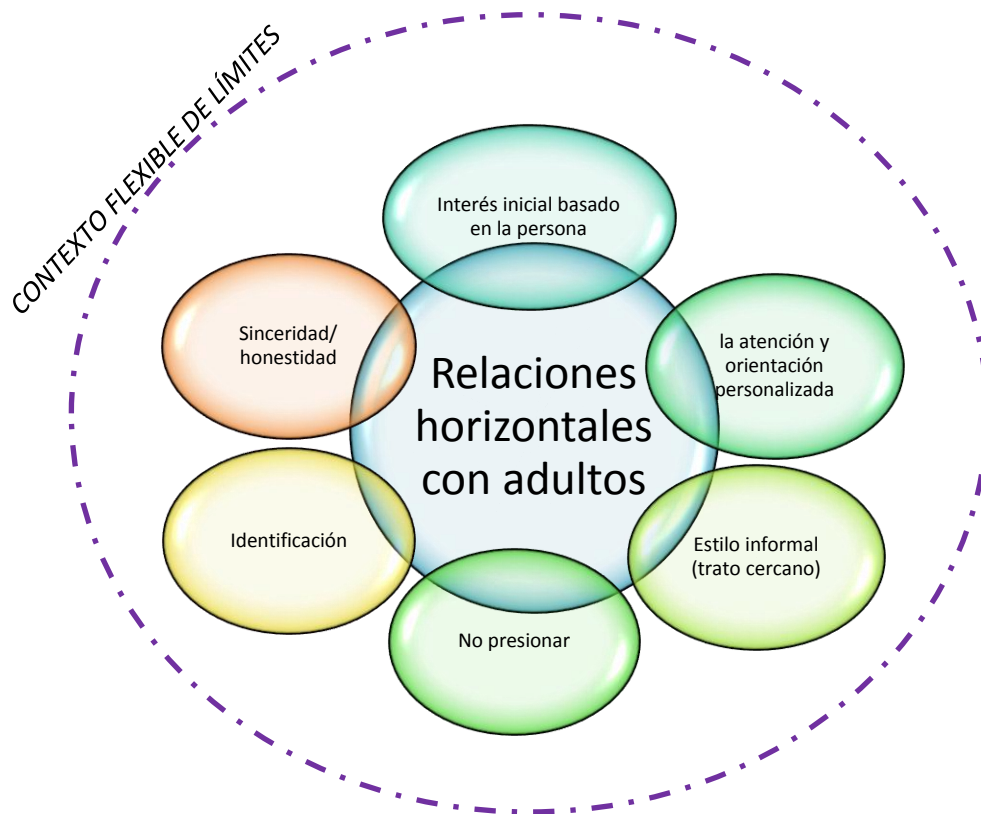 CONTEXTO FLEXIBLE DE LÍMITES
Interés inicial basado
en la persona
Sinceridad/
honestidad
la atención y
orientación
personalizada
Relaciones
horizontales
con adultos
Identificación
Estilo informal
(trato cercano)
No presionar